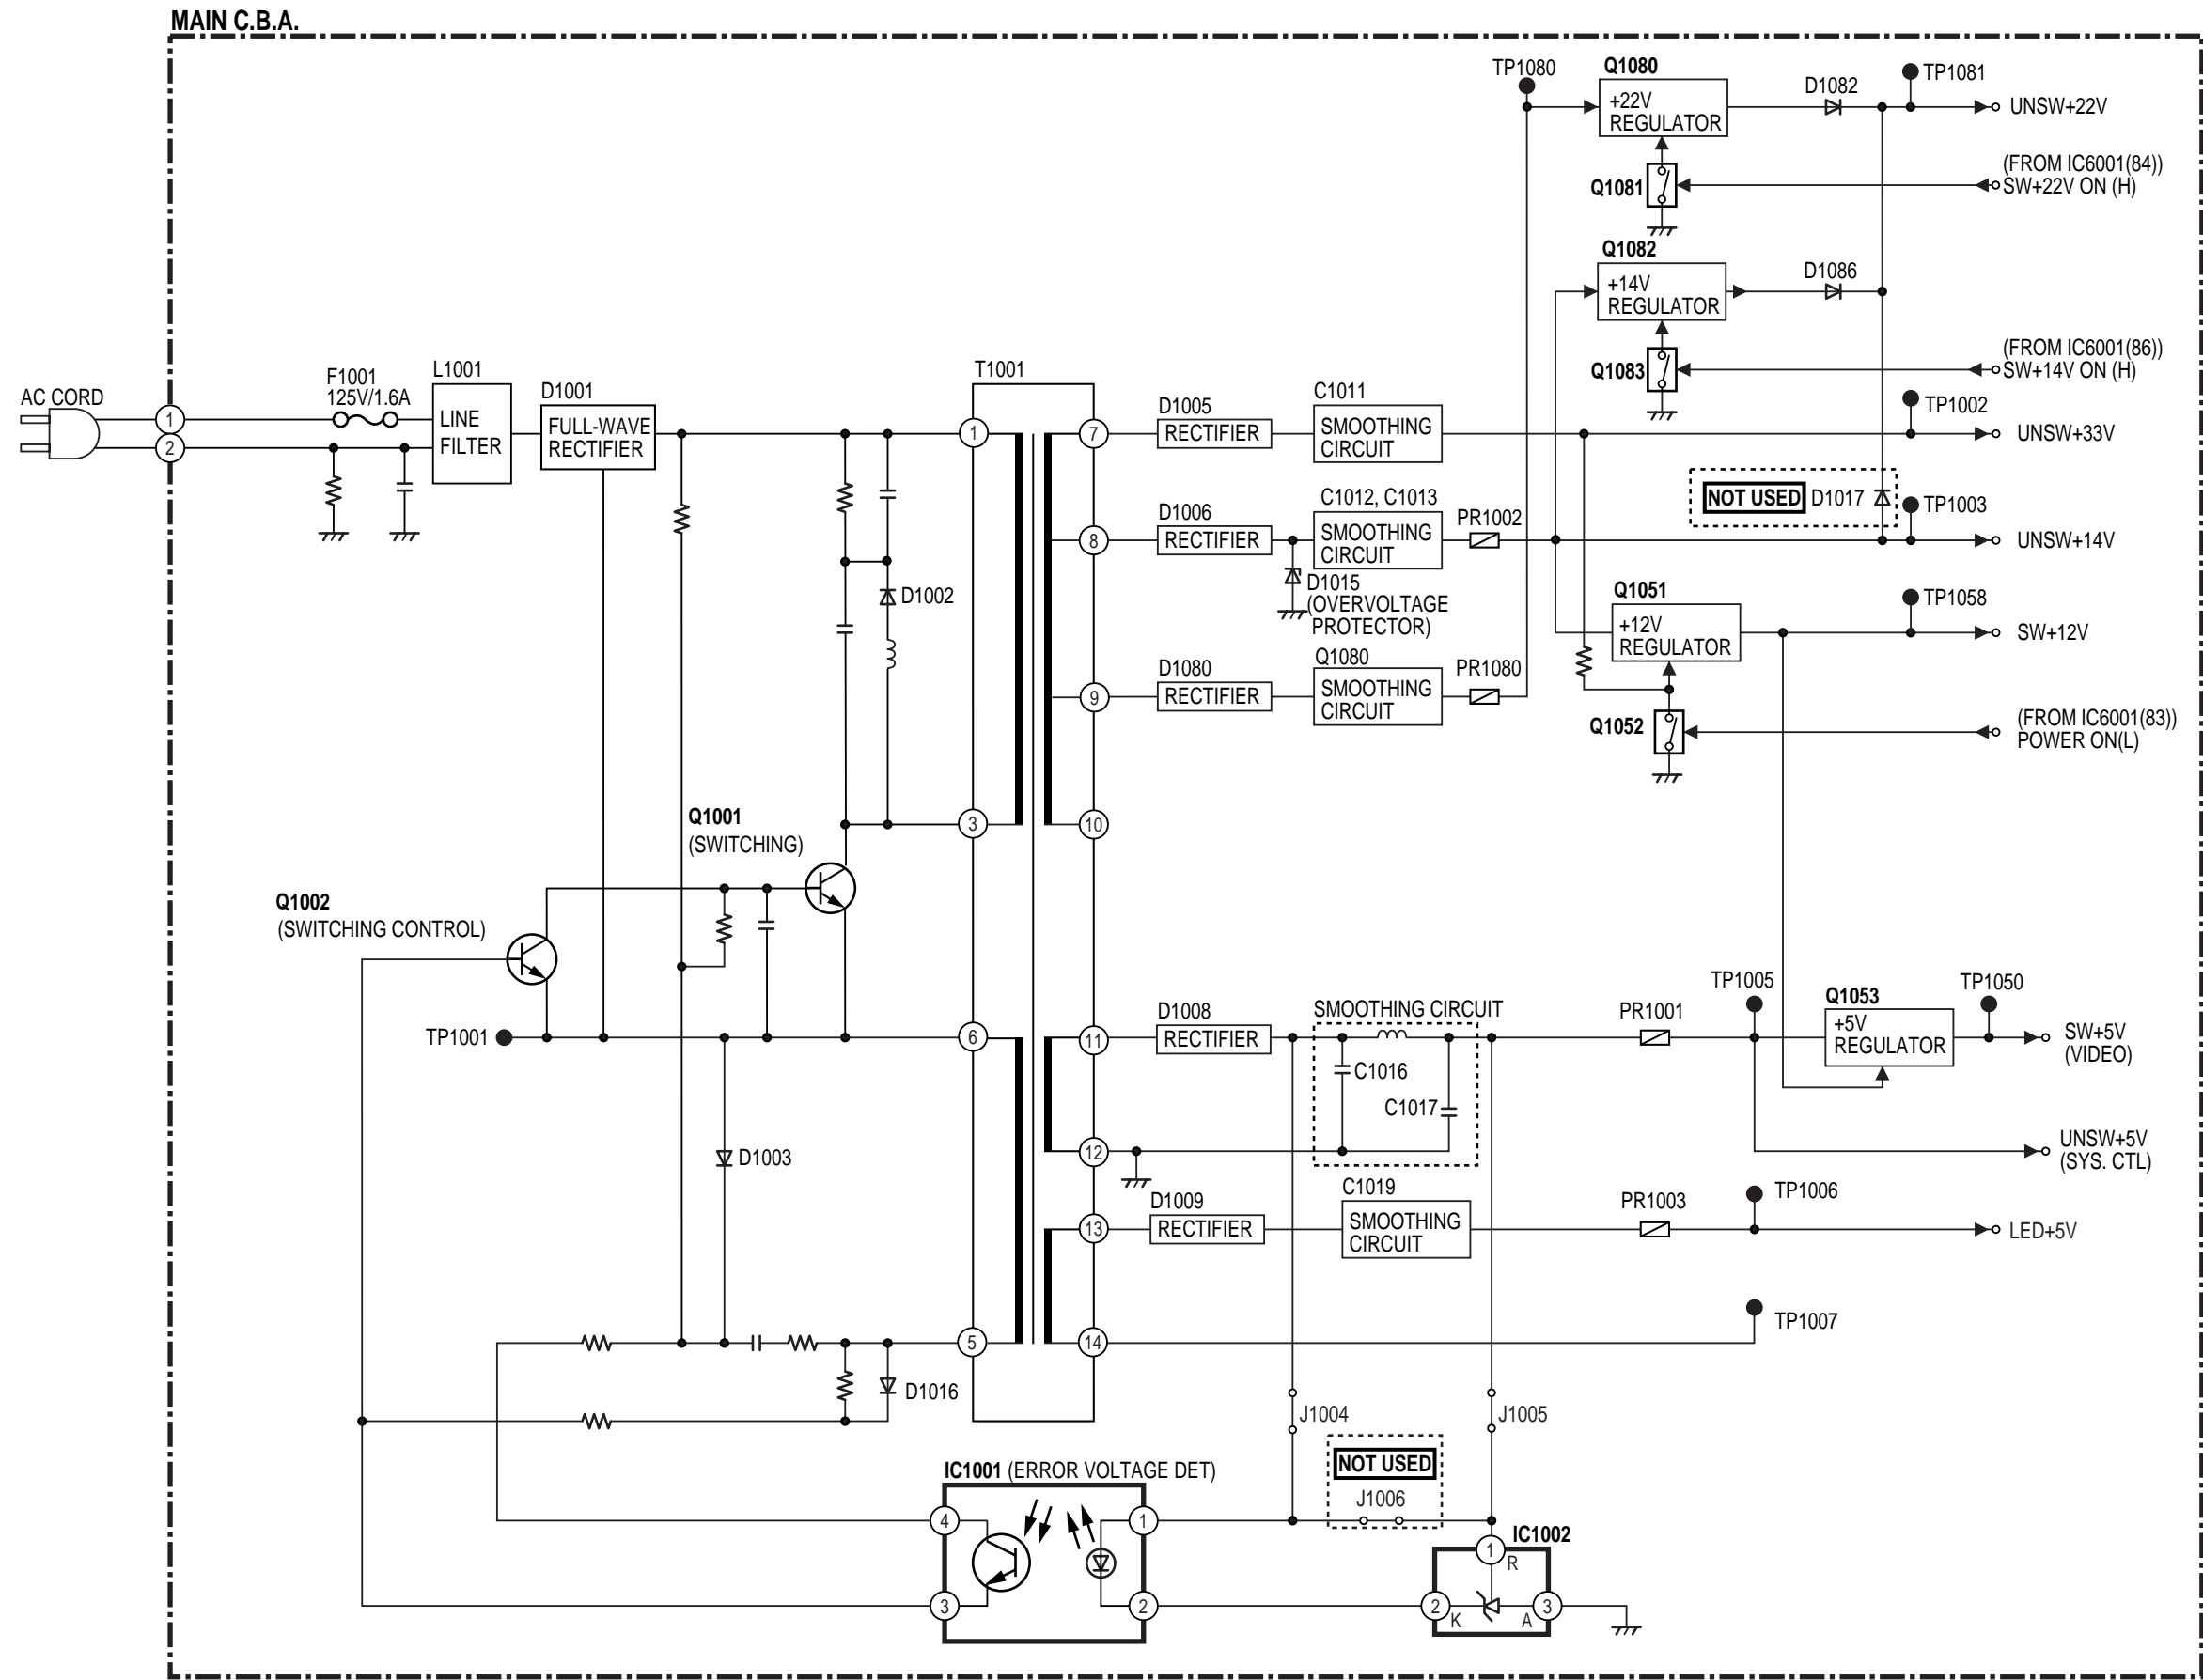 MAIN C.B.A.
TP1080
Q1080
+22V
REGULATOR
D1082
TP1081
UNSW+22V
(FROM IC6001(84))
SW+22V ON (H)
Q1081
Q1082
+14V
REGULATOR
D1086
(FROM IC6001(86))
SW+14V ON (H)
Q1083
AC CORD
1
2
F1001
125V/1.6A
L1001
LINE
FILTER
D1001
FULL-WAVE
RECTIFIER
T1001
1
7
D1005
RECTIFIER
C1011
SMOOTHING
CIRCUIT
TP1002
UNSW+33V
NOT USED
D1017
TP1003
UNSW+14V
8
D1006
RECTIFIER
C1012, C1013
SMOOTHING
CIRCUIT
PR1002
D1015
(OVERVOLTAGE
PROTECTOR)
D1002
Q1051
+12V
REGULATOR
TP1058
SW+12V
9
D1080
RECTIFIER
Q1080
SMOOTHING
CIRCUIT
PR1080
Q1052
(FROM IC6001(83))
POWER ON(L)
3
10
Q1001
(SWITCHING)
Q1002
(SWITCHING CONTROL)
TP1001
6
11
D1008
RECTIFIER
SMOOTHING CIRCUIT
C1016
C1017
PR1001
TP1005
Q1053
+5V
REGULATOR
TP1050
SW+5V
(VIDEO)
12
UNSW+5V
(SYS. CTL)
D1003
13
D1009
RECTIFIER
C1019
SMOOTHING
CIRCUIT
PR1003
TP1006
LED+5V
TP1007
5
14
D1016
J1004
J1005
NOT USED
J1006
IC1001 (ERROR VOLTAGE DET)
4
1
3
2
IC1002
1
R
2
K
A
3